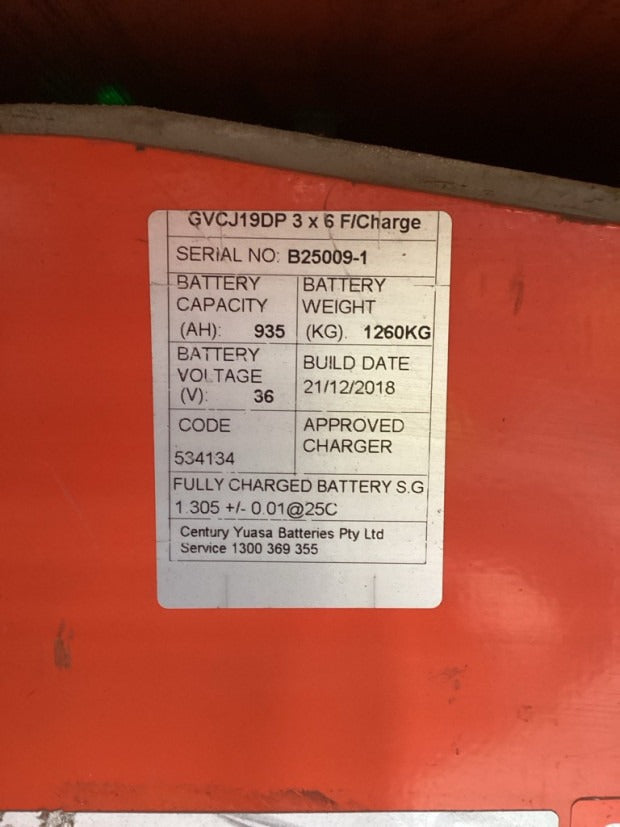 GVCJ19DP 3 x 6 F/Charge
SERIAL NO: B25009-1
BATTERY
CAPACITY
(AH): 935
BATTERY
WEIGHT
(KG). 1260KG
BATTERY
VOLTAGE
(V): 36
BUILD DATE
21/12/2018
CODE
534134
APPROVED
CHARGER
FULLY CHARGED BATTERY S.G
1.305 +/- 0.01@25C
Century Yuasa Batteries Pty Ltd
Service 1300 369 355